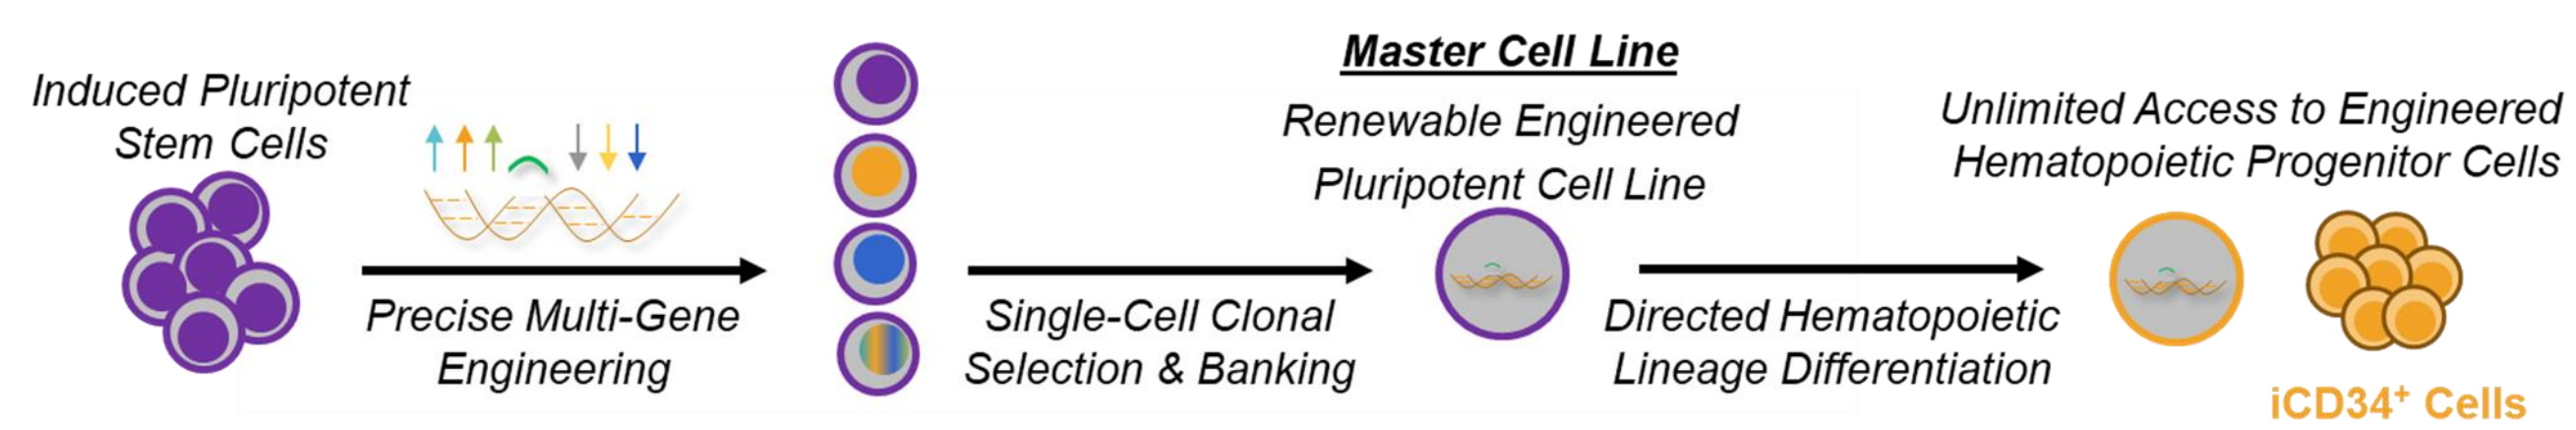 Induced Pluripotent
Stem Cells
Precise Multi-Gene
Engineering
Single-Cell Clonal
Selection & Banking
Master Cell Line
Renewable Engineered
Pluripotent Cell Line
Directed Hematopoietic
Lineage Differentiation
Unlimited Access to Engineered
Hematopoietic Progenitor Cells
iCD34⁺ Cells